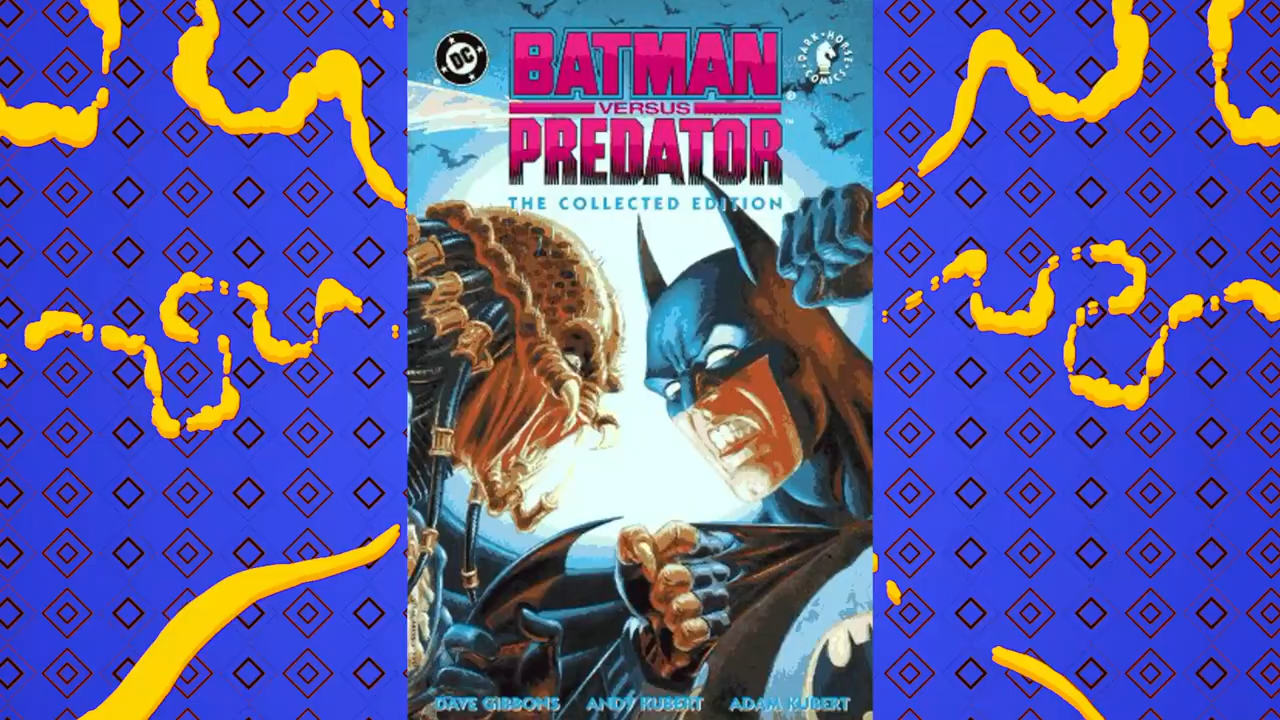 DC
DARK HORSE COMICS
BATMAN
VERSUS
PREDATOR
THE COLLECTED EDITION
DAVE GIBBONS ANDY KUBERT ADAM KUBERT